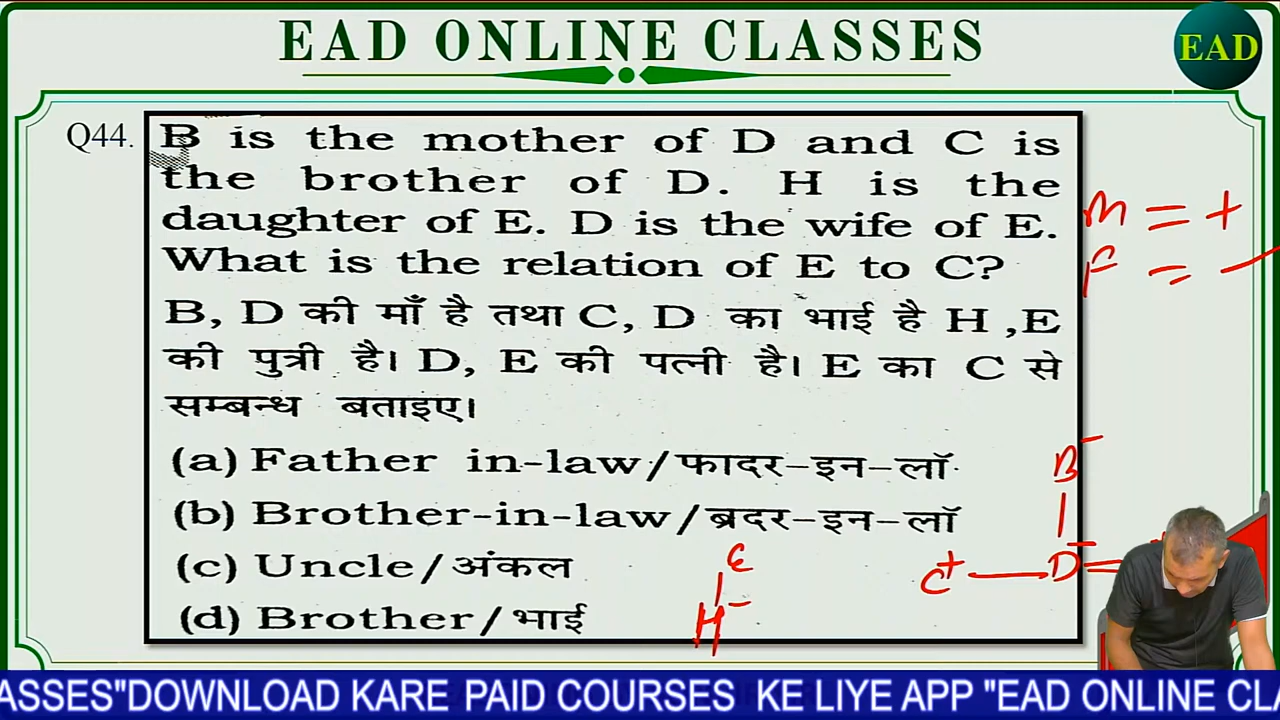 EAD ONLINE CLASSES
EAD
Q44. B is the mother of D and C is
the brother of D. H is the
daughter of E. D is the wife of E.
What is the relation of E to C?
B, D की माँ है तथा C, D का भाई है H ,E
की पुत्री है। D, E की पत्नी है। E का C से
सम्बन्ध बताइए।
(a) Father in-law/फादर-इन-लॉ
(b) Brother-in-law/ब्रदर-इन-लॉ
(c) Uncle/अंकल
(d) Brother/भाई
M = +
F = -
B -
C + D - =
E
H -
ASSES"DOWNLOAD KARE PAID COURSES KE LIYE APP "EAD ONLINE CLA